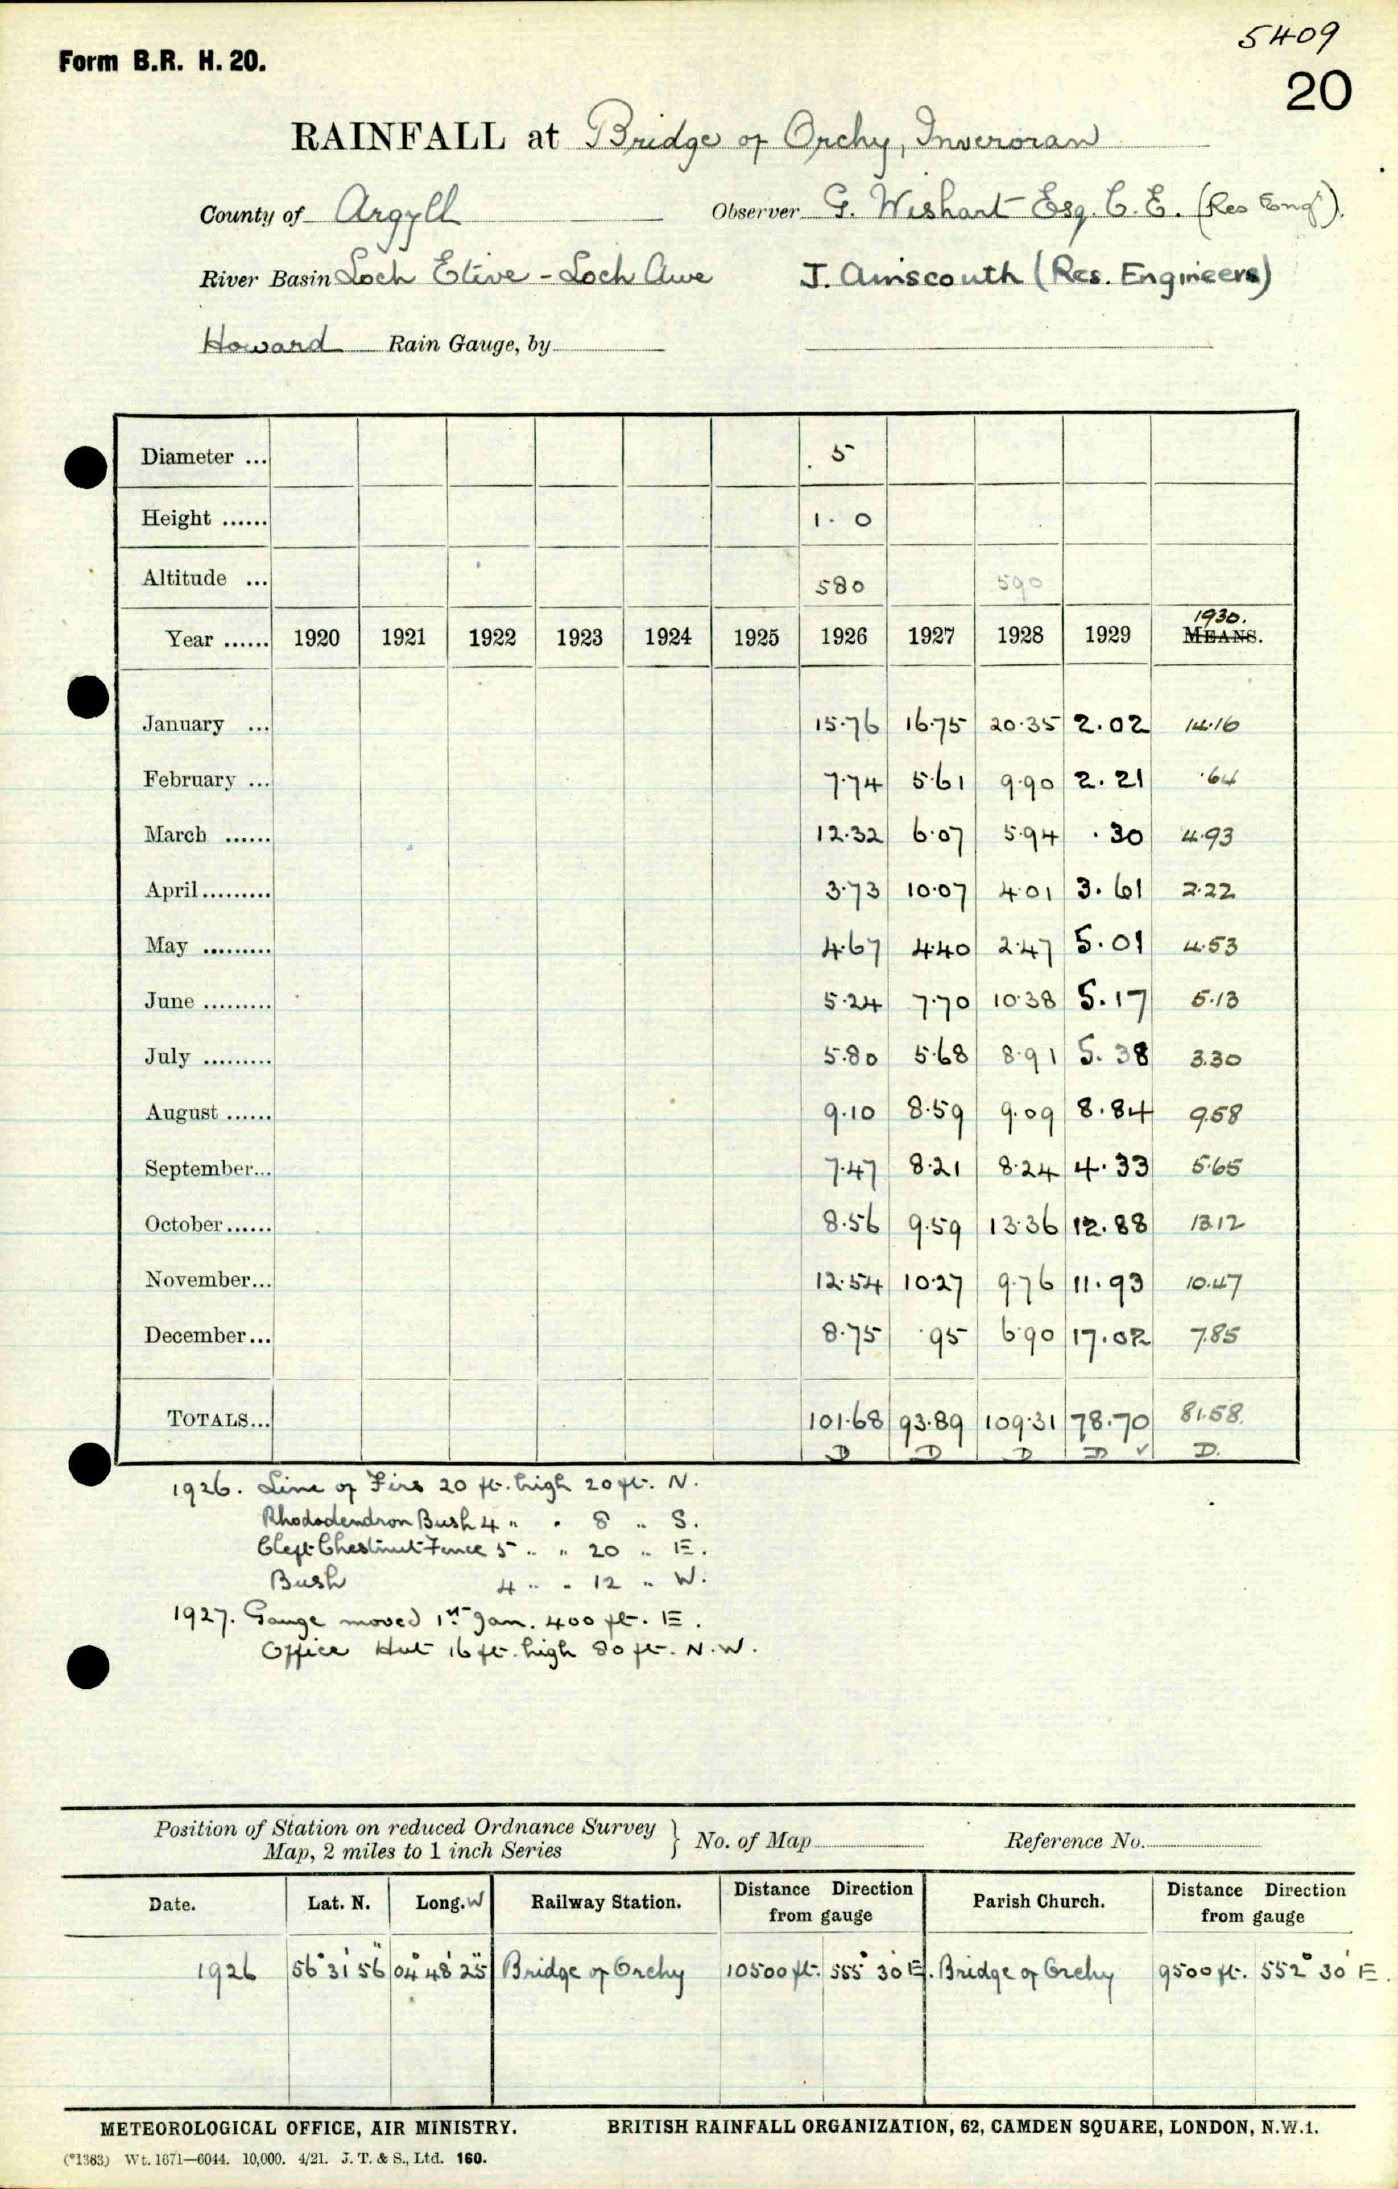 5409
Form B.R. H. 20.
20
RAINFALL at Bridge of Orchy, Inveroran
County of Argyll Observer G. Wishart Esq. C.E. (Res Engr).
River Basin Loch Etive - Loch Awe J. Ainscouth (Res. Engineers)
Howard Rain Gauge, by
Diameter ... 5
Height ...... 1. 0
Altitude ... 580 590
1930.
Year ...... 1920 1921 1922 1923 1924 1925 1926 1927 1928 1929 MEANS.
January ... 15.76 16.75 20.35 2.02 14.16
February ... 7.74 5.61 9.90 2.21 .64
March ...... 12.32 6.07 5.94 .30 4.93
April ......... 3.73 10.07 4.01 3.61 2.22
May ......... 4.67 4.40 2.47 5.01 4.53
June ......... 5.24 7.70 10.38 5.17 5.13
July ......... 5.80 5.68 8.91 5.38 3.30
August ...... 9.10 8.59 9.09 8.84 9.58
September... 7.47 8.21 8.24 4.33 5.65
October...... 8.56 9.59 13.36 12.88 13.12
November... 12.54 10.27 9.76 11.93 10.47
December... 8.75 .95 6.90 17.02 7.85
TOTALS... 101.68 93.89 109.31 78.70 81.58
D D D D ✓ D.
1926. Line of Firs 20 ft. high 20 ft. N.
Rhododendron Bush 4 " " 8 " S.
Cleft Chestnut Fence 5 " " 20 " E.
Bush 4 " " 12 " W.
1927. Gauge moved 1st Jan. 400 ft. E.
Office Hut 16 ft. high 80 ft. N.W.
Position of Station on reduced Ordnance Survey
Map, 2 miles to 1 inch Series } No. of Map Reference No.
Date. Lat. N. Long. W Railway Station. Distance Direction from gauge Parish Church. Distance Direction from gauge
1926 56° 31' 56" 04° 48' 25" Bridge of Orchy 10500 ft. S55° 30' E. Bridge of Orchy 9500 ft. S52° 30' E.
METEOROLOGICAL OFFICE, AIR MINISTRY. BRITISH RAINFALL ORGANIZATION, 62, CAMDEN SQUARE, LONDON, N.W.1.
(*1383) Wt. 1671—6044. 10,000. 4/21. J. T. & S., Ltd. 160.